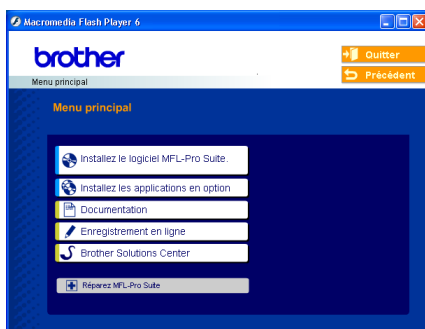 Macromedia Flash Player 6
brother
Quitter
Précédent
Menu principal
Menu principal
Installez le logiciel MFL-Pro Suite.
Installez les applications en option
Documentation
Enregistrement en ligne
Brother Solutions Center
Réparez MFL-Pro Suite